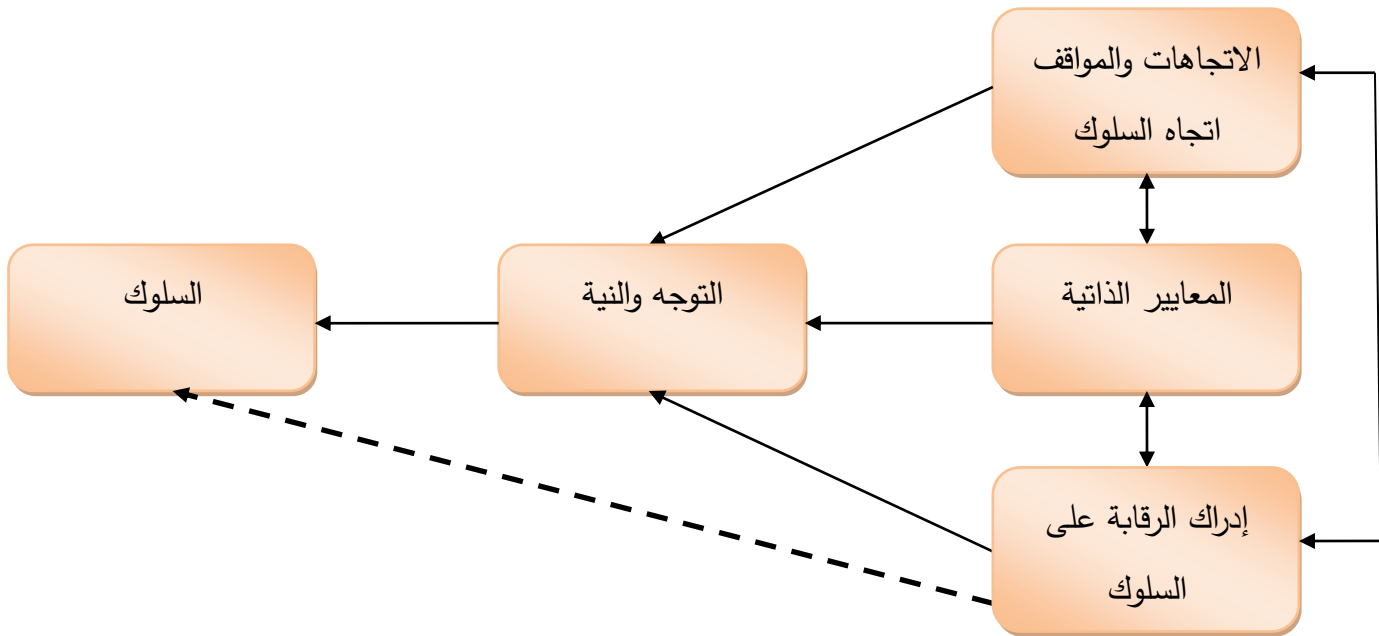 الاتجاهات والمواقف
اتجاه السلوك
المعايير الذاتية
التوجه والنية
السلوك
إدراك الرقابة على
السلوك